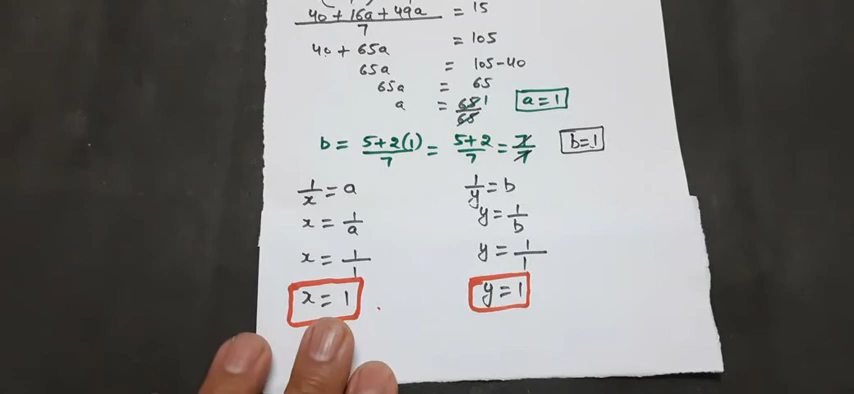 40 + 16a + 49a / 7 = 15
40 + 65a = 105
65a = 105-40
65a = 65
a = 65/65 1 a = 1
b = 5+2(1)/7 = 5+2/7 = 7/7 b=1
1/x = a 1/y = b
x = 1/a y = 1/b
x = 1/1 y = 1/1
x = 1 y = 1